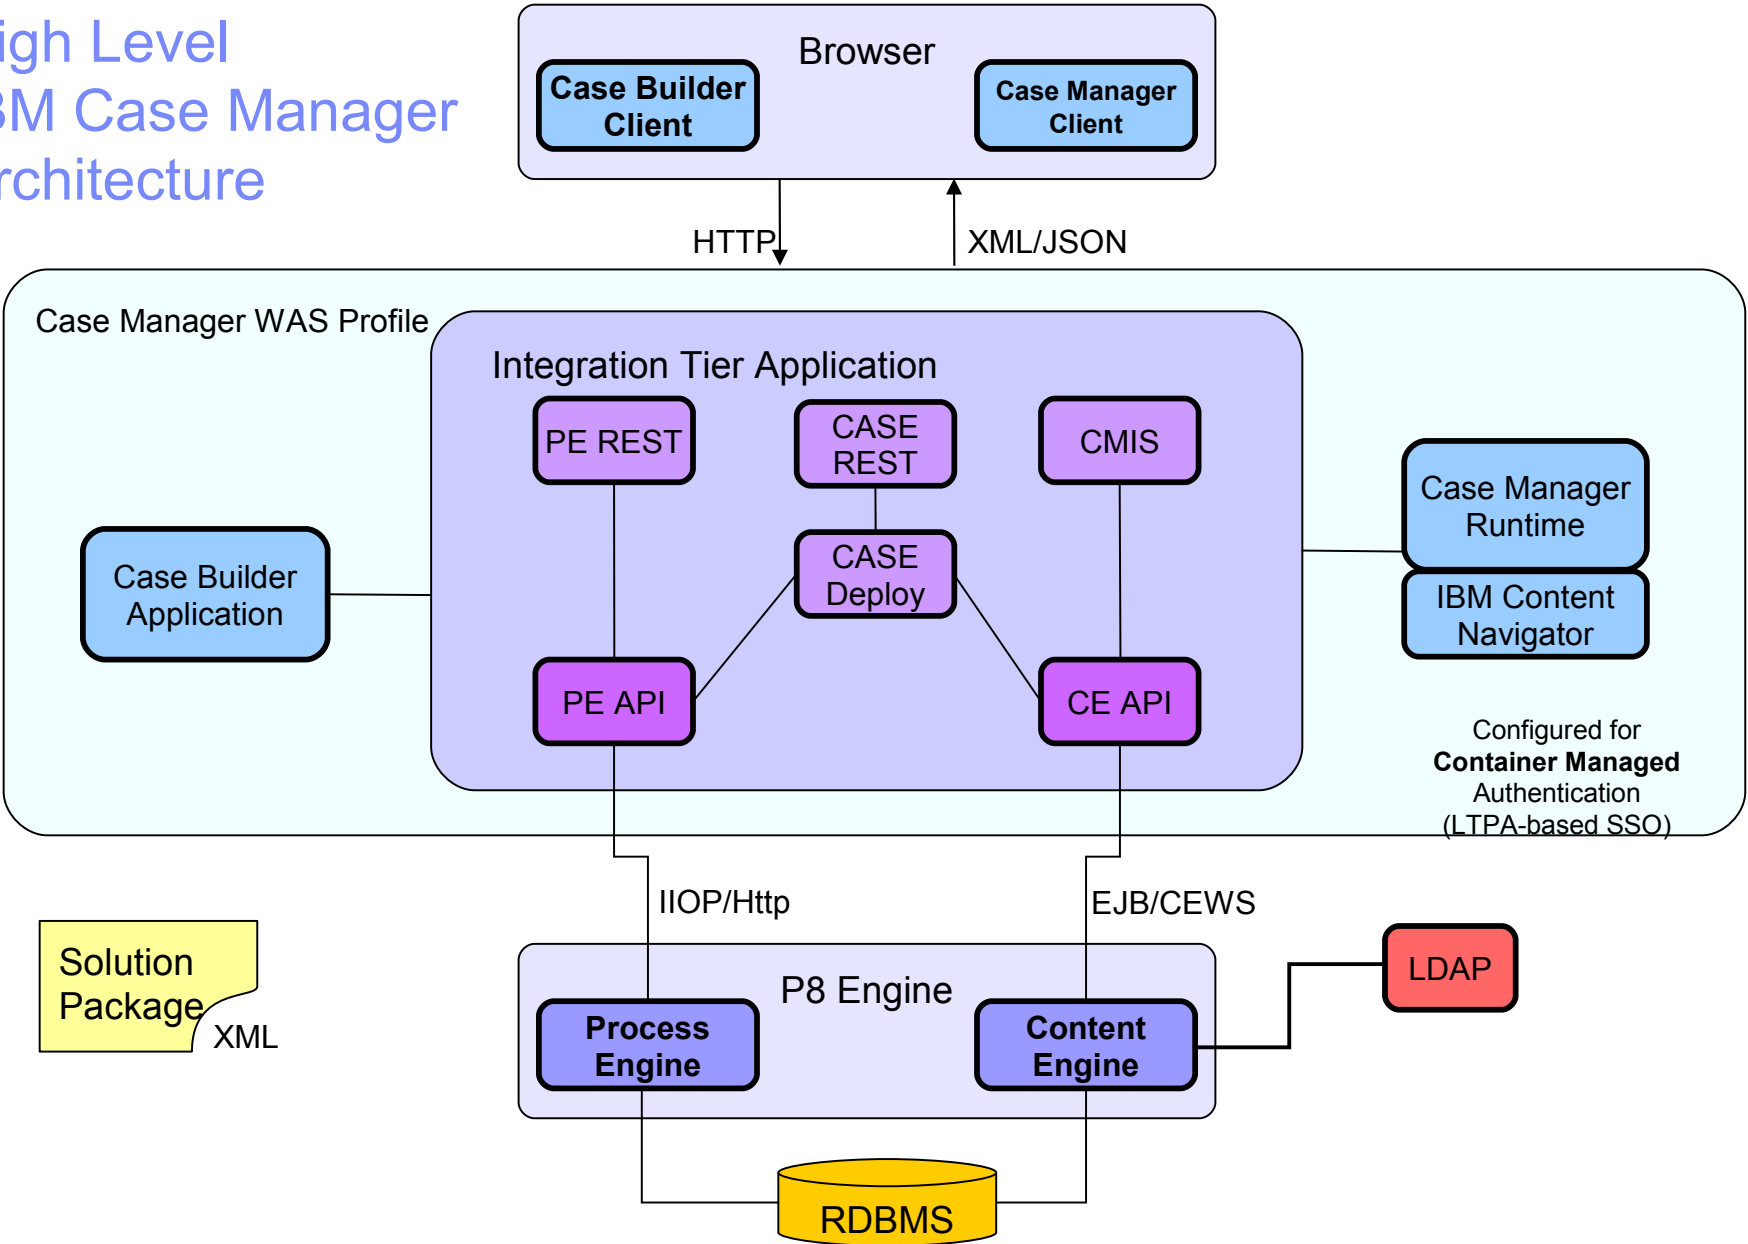 igh Level
BM Case Manager
rchitecture
Browser
Case Builder
Client
Case Manager
Client
HTTP
XML/JSON
Case Manager WAS Profile
Integration Tier Application
PE REST
CASE
REST
CMIS
Case Manager
Runtime
CASE
Deploy
Case Builder
Application
IBM Content
Navigator
PE API
CE API
Configured for
Container Managed
Authentication
(LTPA-based SSO)
IIOP/Http
EJB/CEWS
Solution
Package
XML
P8 Engine
LDAP
Process
Engine
Content
Engine
RDBMS